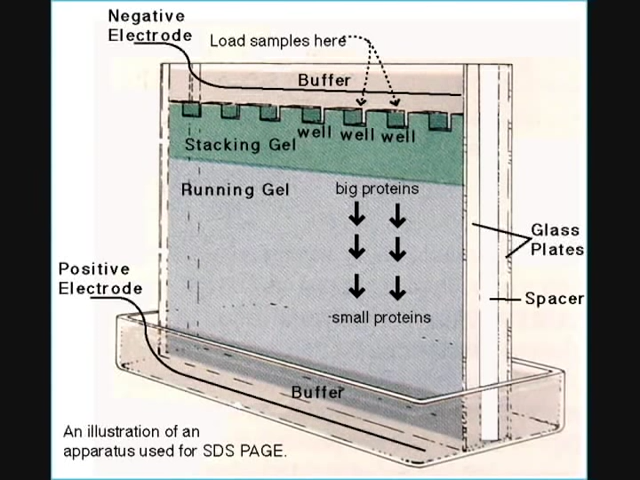 Negative
Electrode
Load samples here
Buffer
well well well
Stacking Gel
Running Gel
big proteins
small proteins
Glass
Plates
Positive
Electrode
Spacer
Buffer
An illustration of an
apparatus used for SDS PAGE.